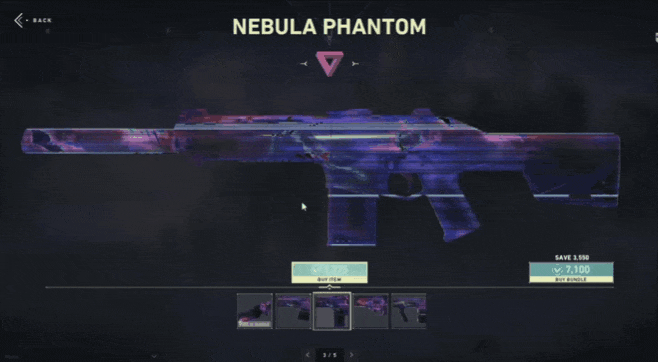 BACK
NEBULA PHANTOM
SAVE 3,550
7,100
BUY ITEM
BUY BUNDLE
3 / 5